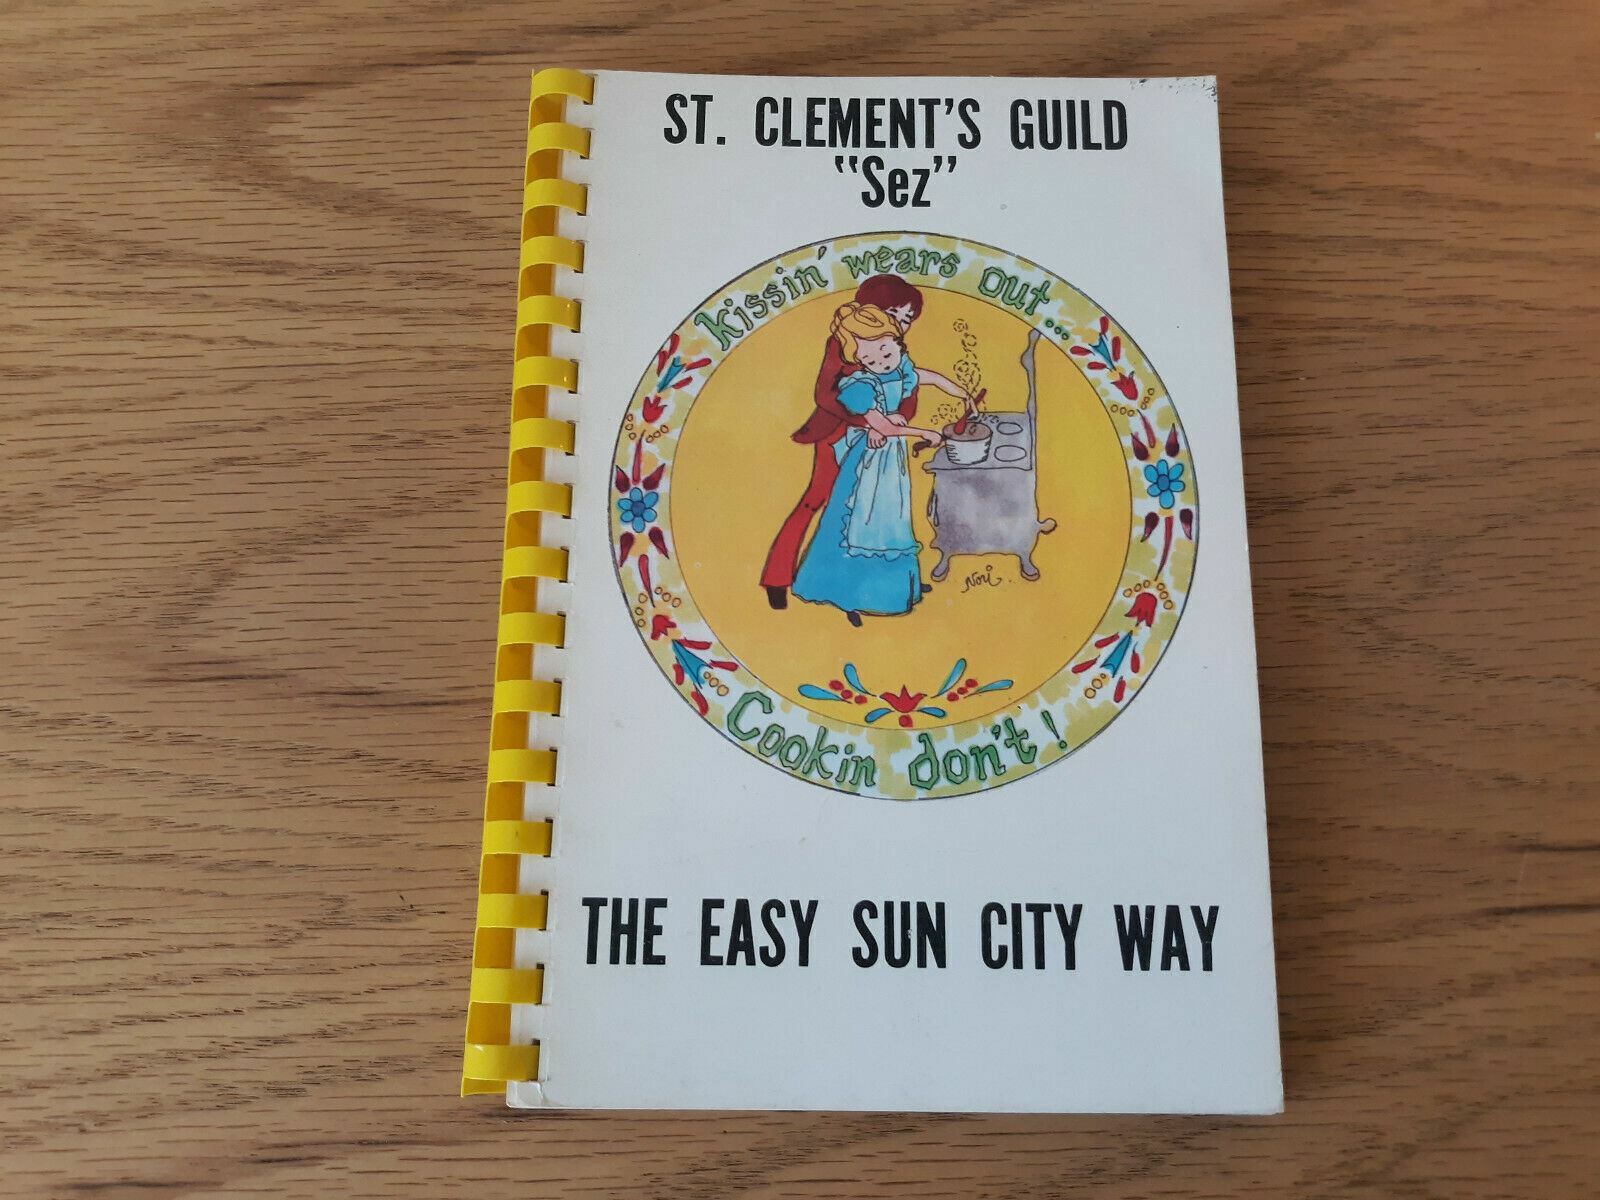 ST. CLEMENT'S GUILD
"Sez"
kissin' wears out...
Nori.
Cookin don't!
THE EASY SUN CITY WAY